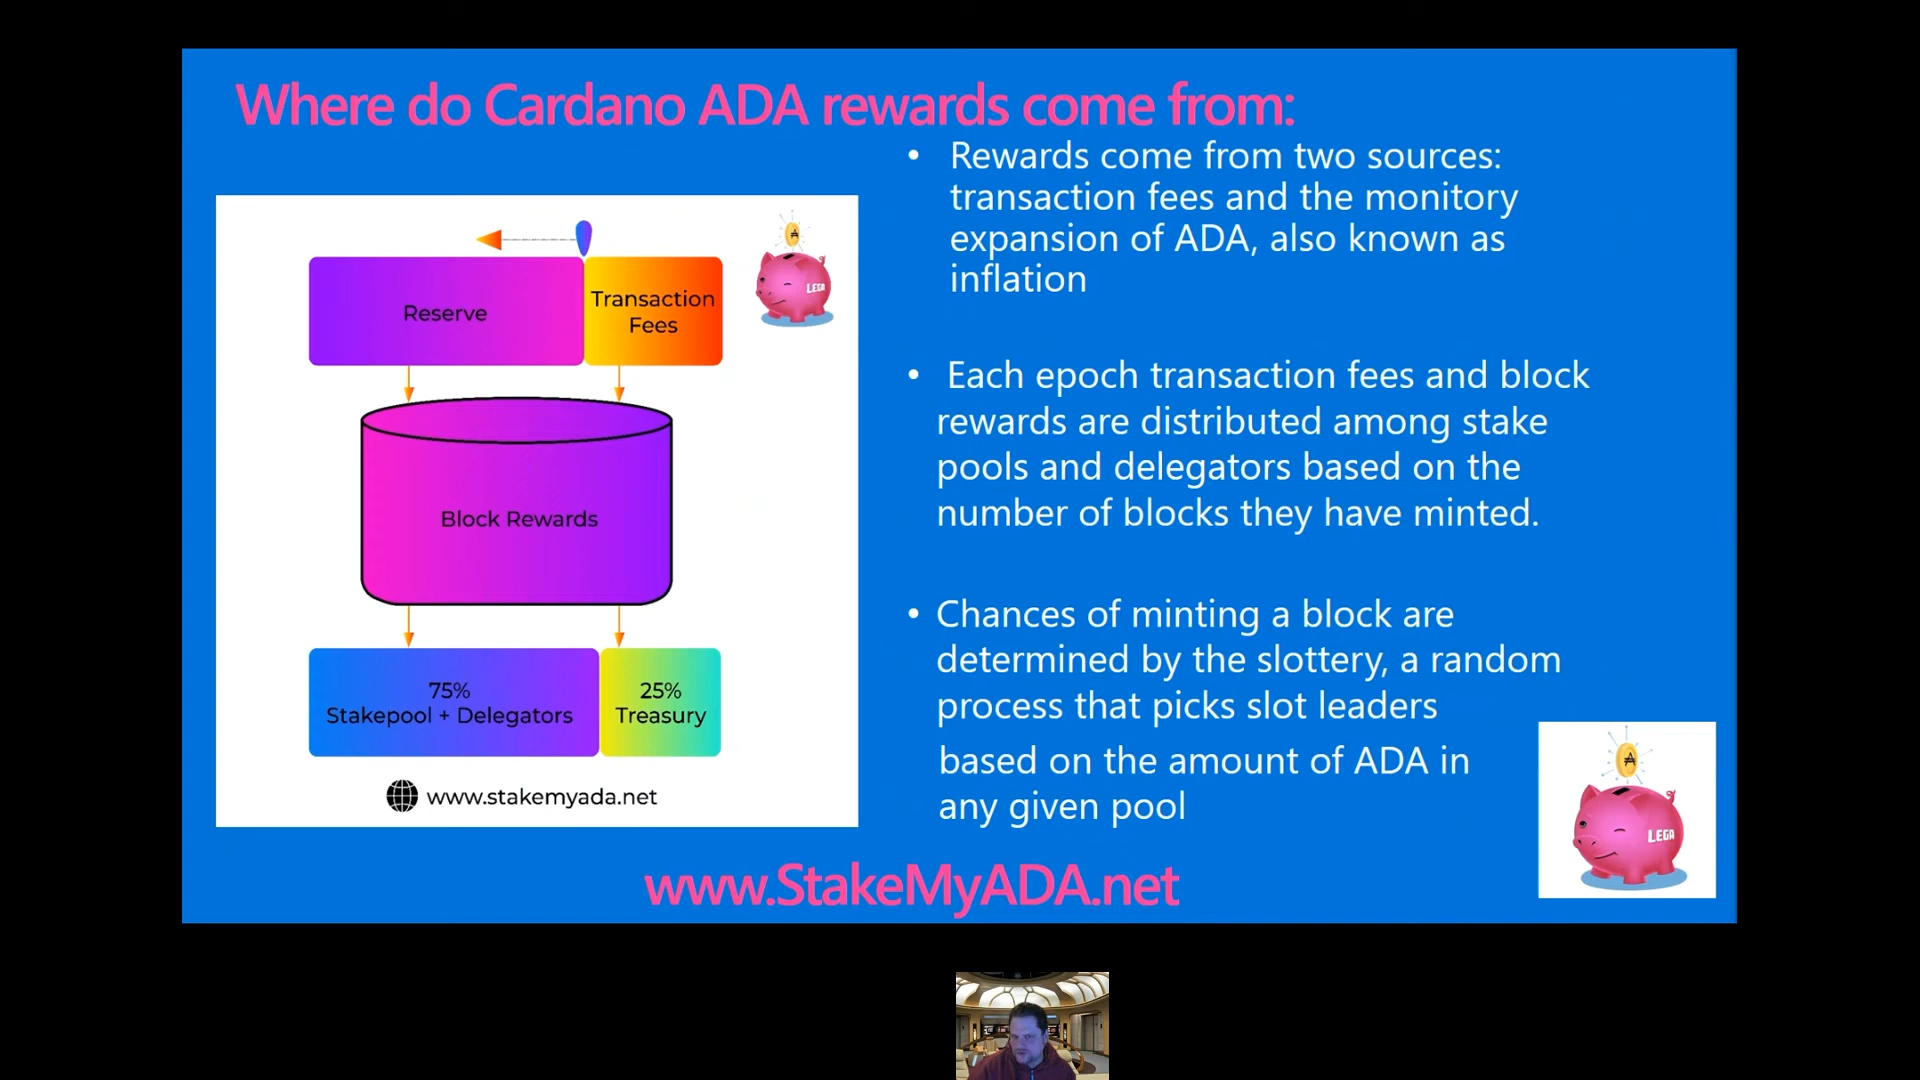 Where do Cardano ADA rewards come from:
Reserve
Transaction
Fees
LEGA
Block Rewards
75%
Stakepool + Delegators
25%
Treasury
www.stakemyada.net
• Rewards come from two sources:
transaction fees and the monitory
expansion of ADA, also known as
inflation
• Each epoch transaction fees and block
rewards are distributed among stake
pools and delegators based on the
number of blocks they have minted.
• Chances of minting a block are
determined by the slottery, a random
process that picks slot leaders
based on the amount of ADA in
any given pool
LEGA
www.StakeMyADA.net